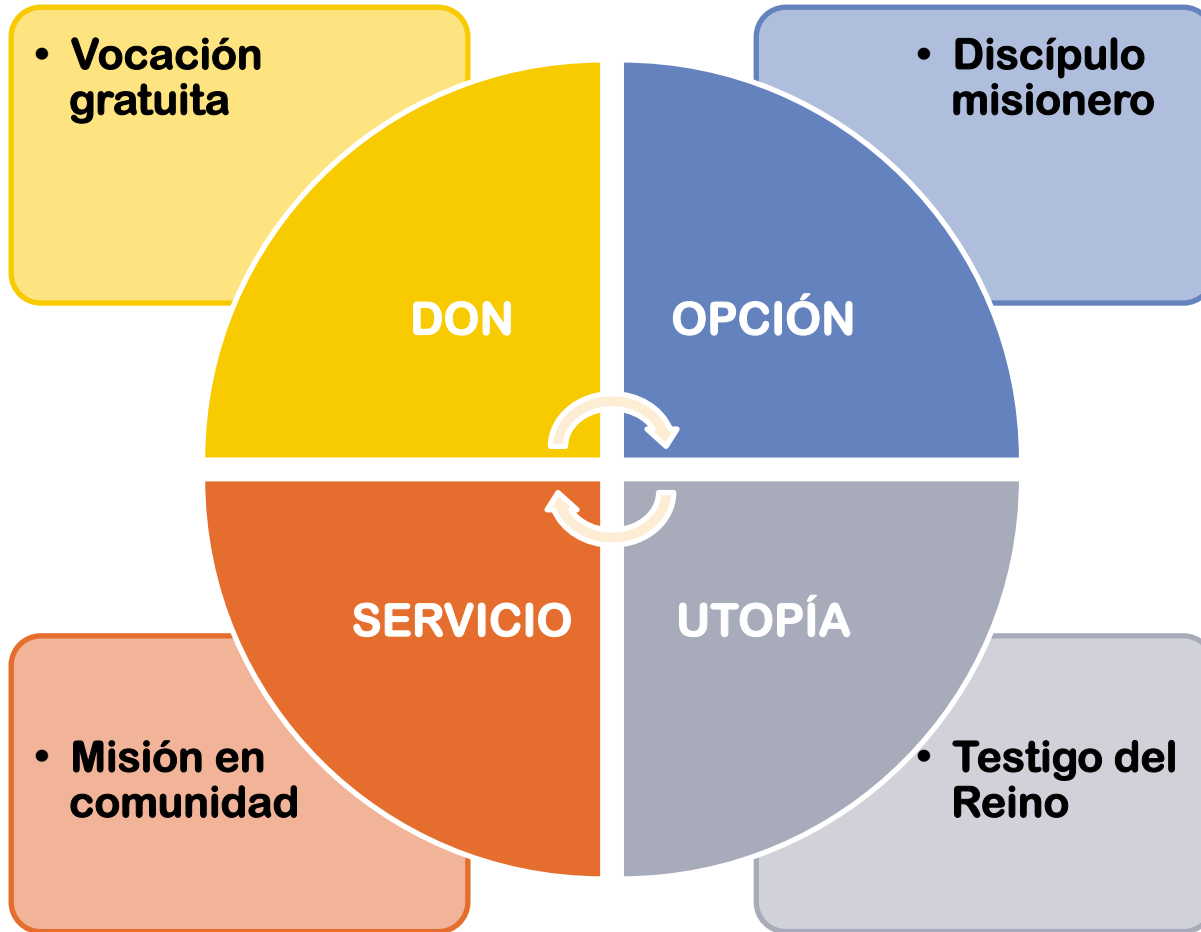 • Vocación
gratuita
• Discípulo
misionero
DON
OPCIÓN
SERVICIO
UTOPÍA
• Misión en
comunidad
• Testigo del
Reino